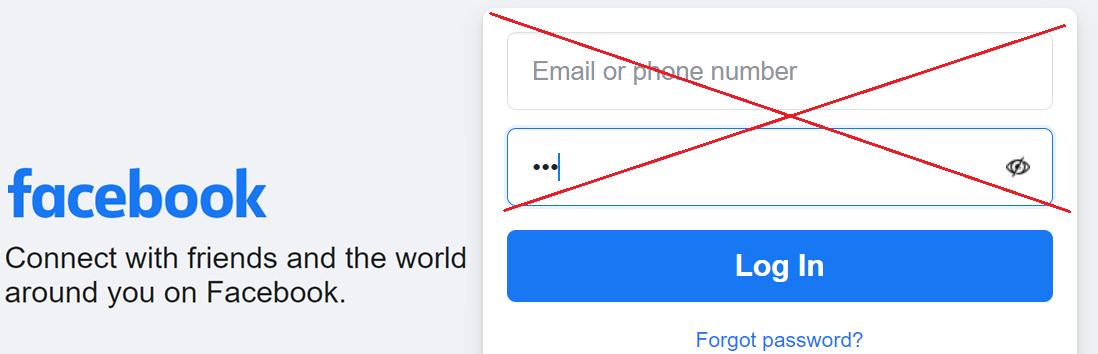 facebook
Connect with friends and the world
around you on Facebook.
Email or phone number
•••
Log In
Forgot password?